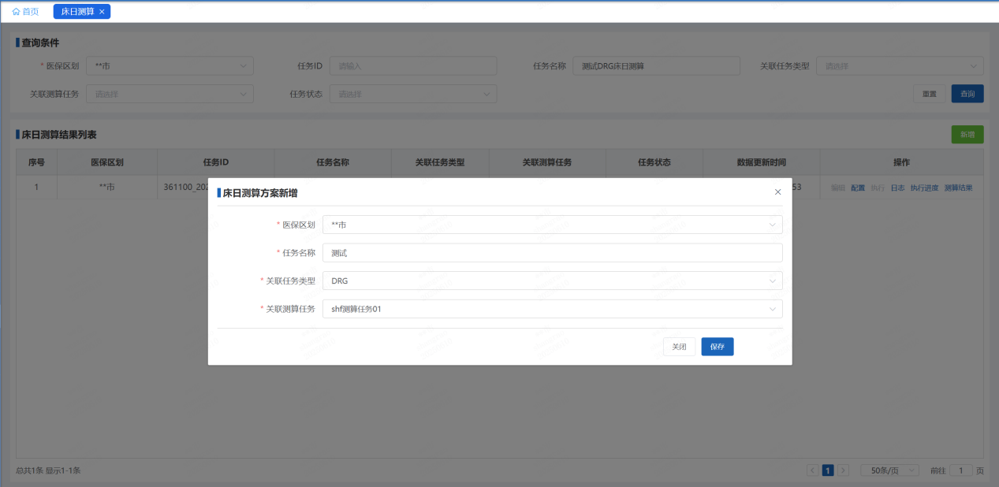 首页 床日测算 ×
查询条件
* 医保区划 **市 任务ID 请输入 任务名称 测试DRG床日测算 关联任务类型 请选择
关联测算任务 请选择 任务状态 请选择 重置 查询
床日测算结果列表 新增
序号 医保区划 任务ID 任务名称 关联任务类型 关联测算任务 任务状态 数据更新时间 操作
1 **市 361100_202 53 编辑 配置 执行 日志 执行进度 测算结果
床日测算方案新增 ×
* 医保区划 **市
* 任务名称 测试
* 关联任务类型 DRG
* 关联测算任务 shf测算任务01
关闭 保存
总共1条 显示1-1条 < 1 > 50条/页 前往 1 页